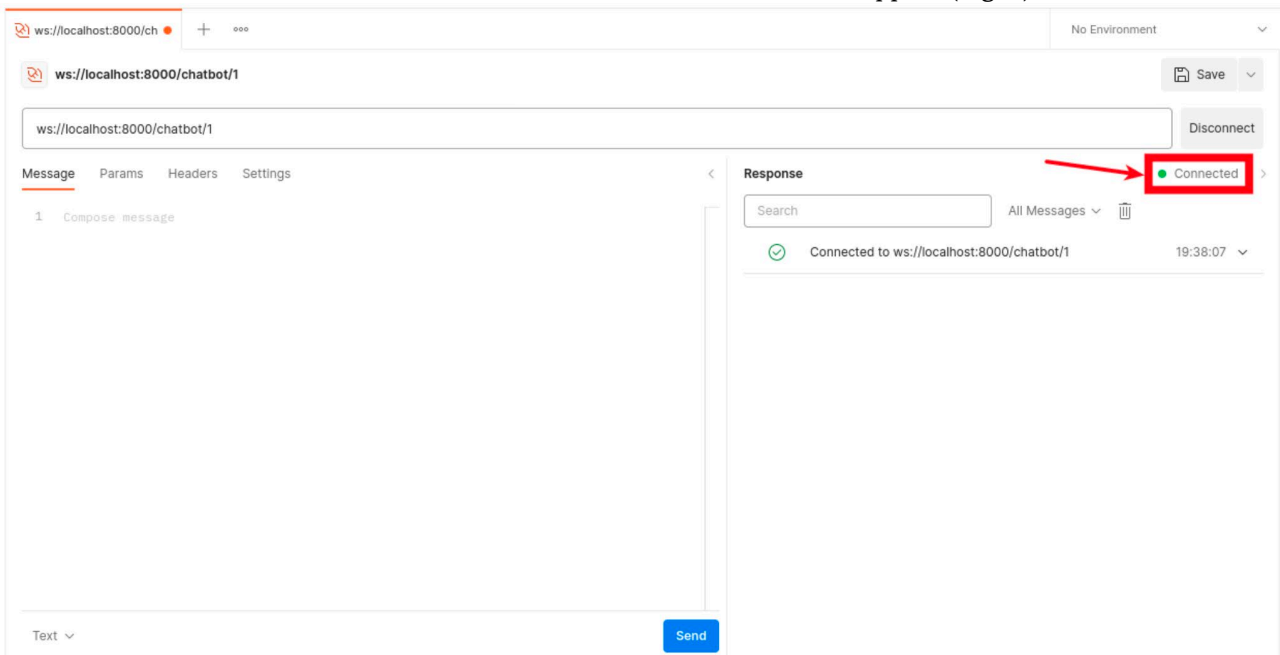 ws://localhost:8000/ch
No Environment
ws://localhost:8000/chatbot/1
Save
ws://localhost:8000/chatbot/1
Disconnect
Message Params Headers Settings
Response
Connected
1 Compose message
Search
All Messages
Connected to ws://localhost:8000/chatbot/1 19:38:07
Text
Send